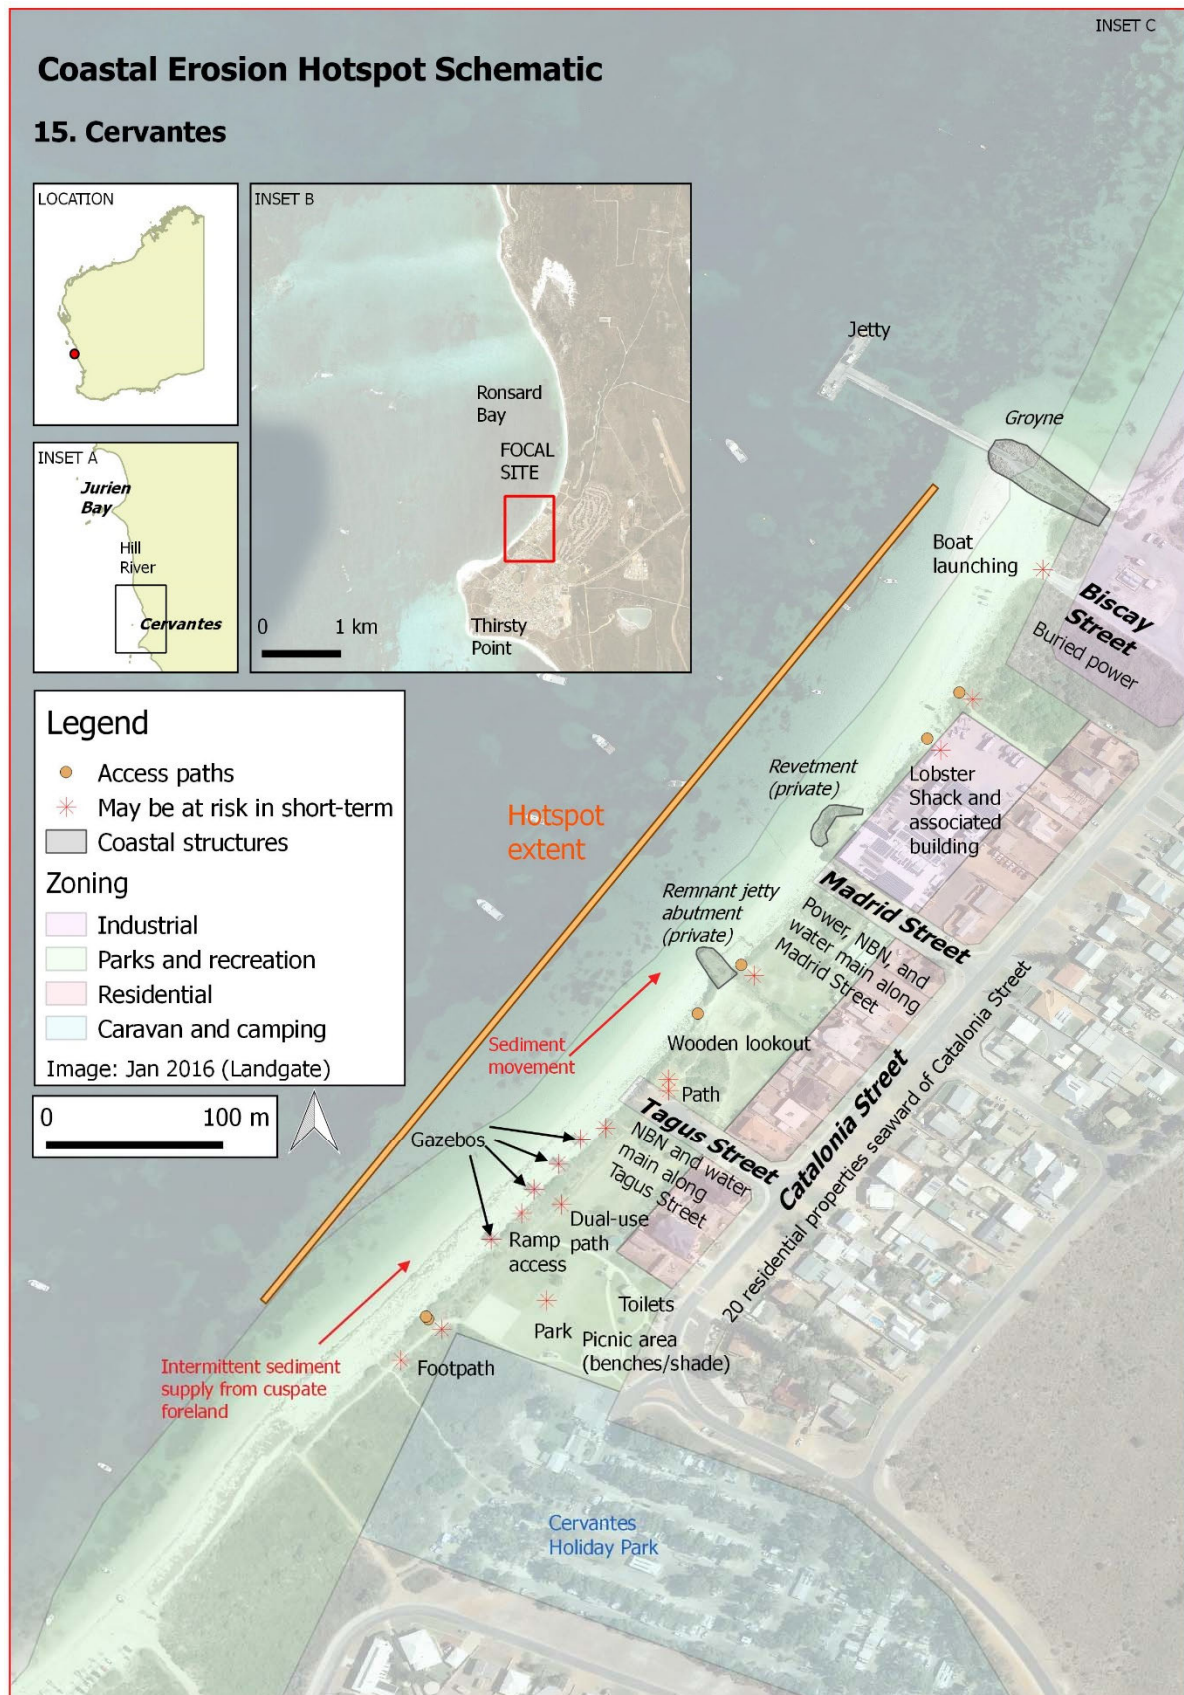 INSET C
Coastal Erosion Hotspot Schematic
15. Cervantes
LOCATION
INSET A
Jurien
Bay
Hill
River
Cervantes
INSET B
Ronsard
Bay
FOCAL
SITE
0 1 km
Thirsty
Point
Legend
Access paths
May be at risk in short-term
Coastal structures
Zoning
Industrial
Parks and recreation
Residential
Caravan and camping
Image: Jan 2016 (Landgate)
0 100 m
Jetty
Groyne
Boat
launching
Biscay
Street
Buried power
Hotspot
extent
Revetment
(private)
Lobster
Shack and
associated
building
Madrid Street
Power, NBN, and
water main along
Madrid Street
Remnant jetty
abutment
(private)
Sediment
movement
Wooden lookout
Path
Catalonia Street
20 residential properties seaward of Catalonia Street
Tagus Street
NBN and water
main along
Tagus Street
Gazebos
Dual-use
path
Ramp
access
Toilets
Park
Picnic area
(benches/shade)
Footpath
Intermittent sediment
supply from cuspate
foreland
Cervantes
Holiday Park